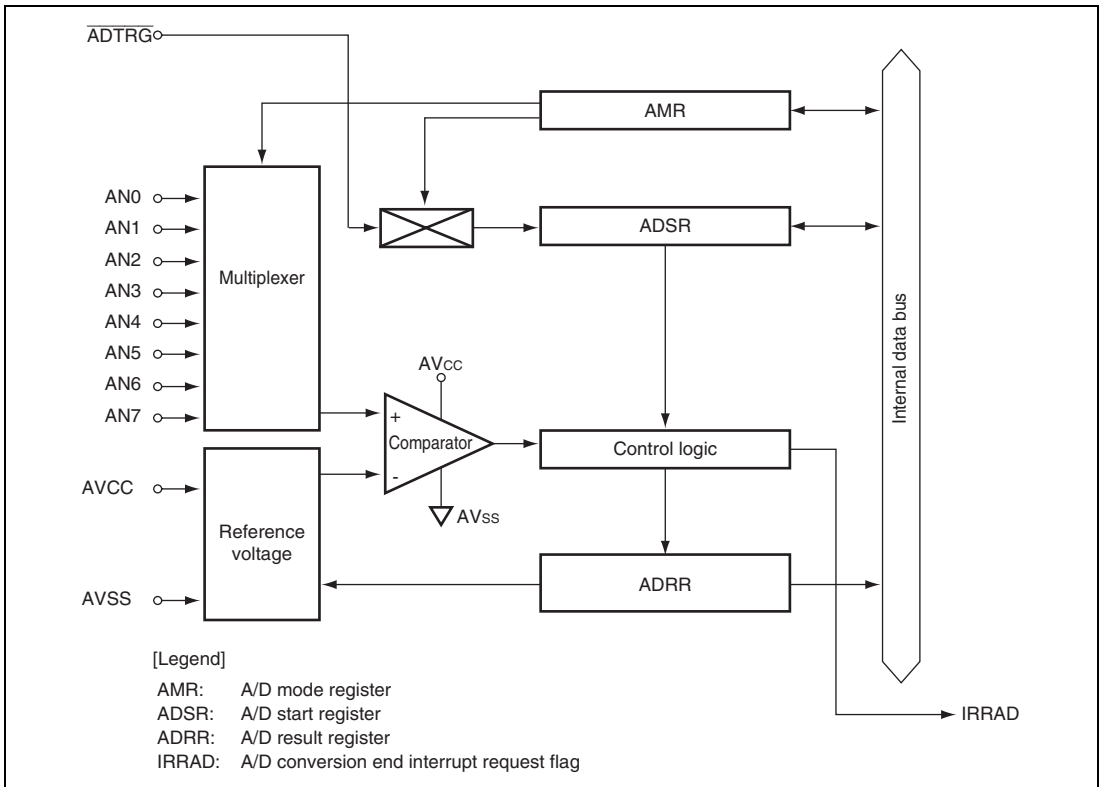 ADTRG
AMR
AN0
AN1
AN2
AN3
AN4
AN5
AN6
AN7
Multiplexer
ADSR
Internal data bus
AVCC
+
Comparator
-
AVSS
Control logic
AVCC
AVSS
Reference
voltage
ADRR
IRRAD
[Legend]
AMR: A/D mode register
ADSR: A/D start register
ADRR: A/D result register
IRRAD: A/D conversion end interrupt request flag